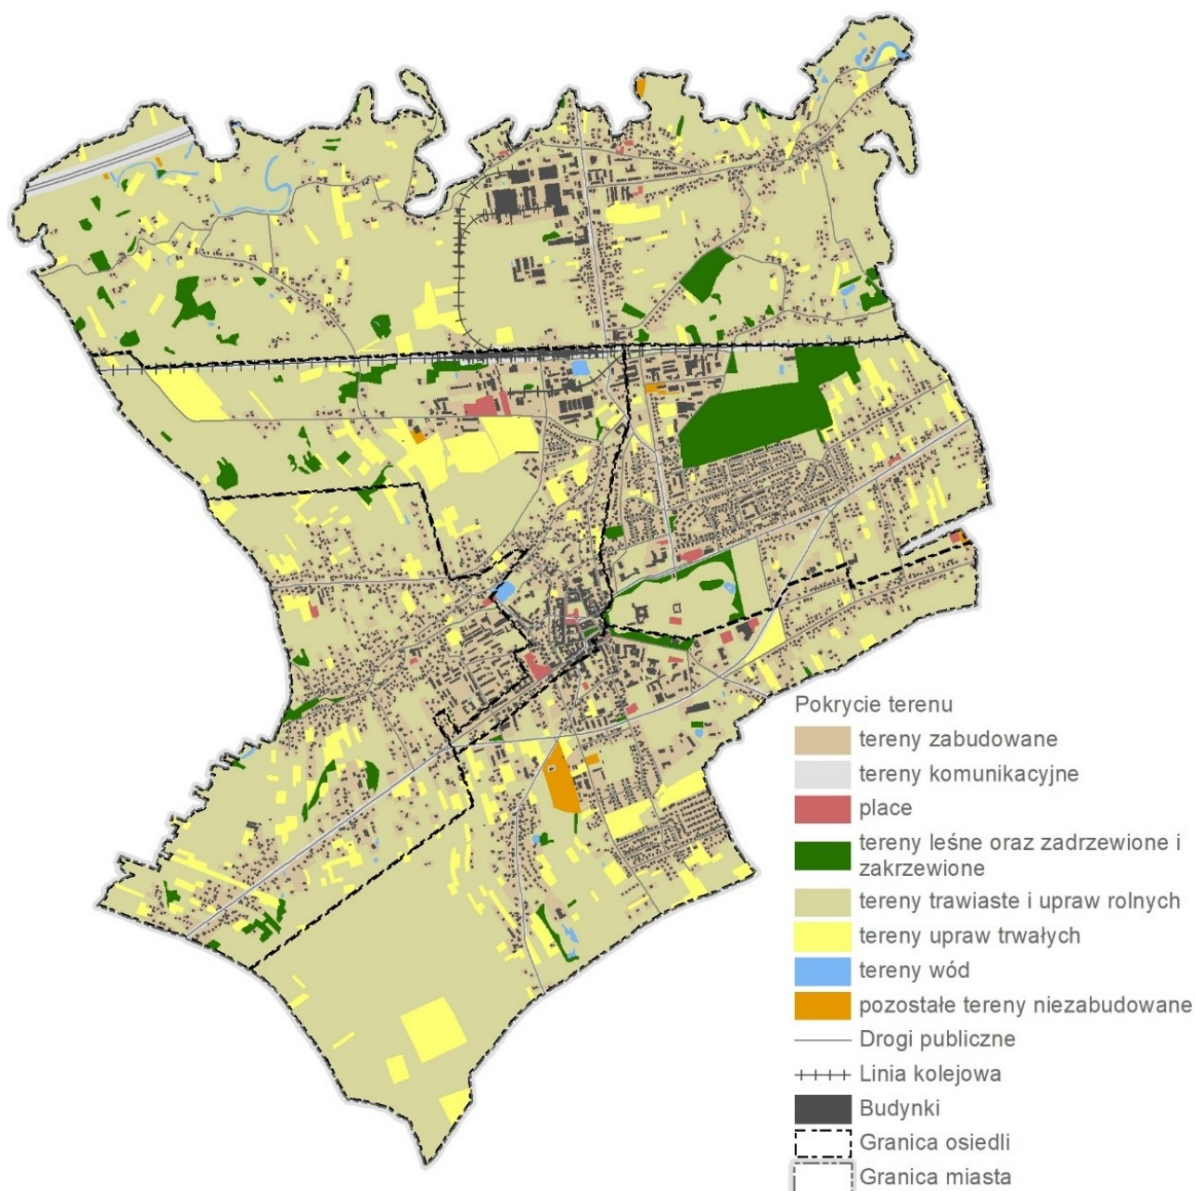 Pokrycie terenu
tereny zabudowane
tereny komunikacyjne
place
tereny leśne oraz zadrzewione i
zakrzewione
tereny trawiaste i upraw rolnych
tereny upraw trwałych
tereny wód
pozostałe tereny niezabudowane
Drogi publiczne
Linia kolejowa
Budynki
Granica osiedli
Granica miasta